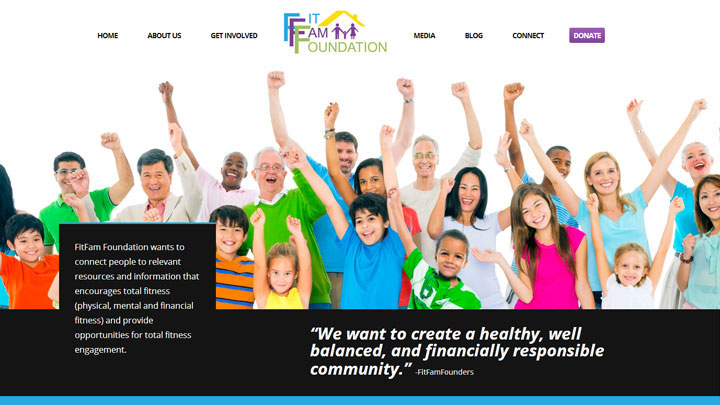 HOME
ABOUT US
GET INVOLVED
FIT
FAM
FOUNDATION
MEDIA
BLOG
CONNECT
DONATE
FitFam Foundation wants to
connect people to relevant
resources and information that
encourages total fitness
(physical, mental and financial
fitness) and provide
opportunities for total fitness
engagement.
“We want to create a healthy, well
balanced, and financially responsible
community.” -FitFamFounders